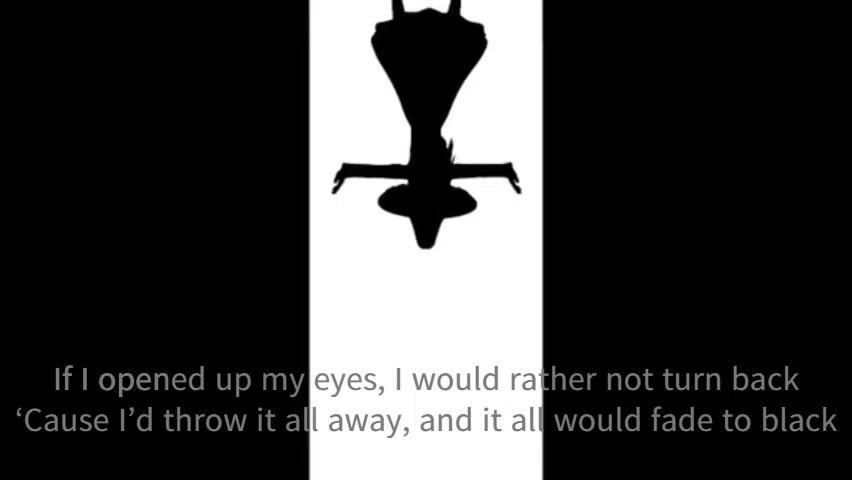 If I opened up my eyes, I would rather not turn back
‘Cause I’d throw it all away, and it all would fade to black